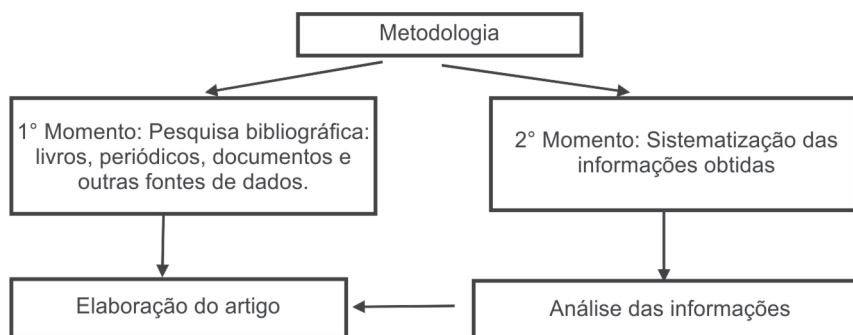 Metodologia
1° Momento: Pesquisa bibliográfica:
livros, periódicos, documentos e
outras fontes de dados.
2° Momento: Sistematização das
informações obtidas
Elaboração do artigo
Análise das informações